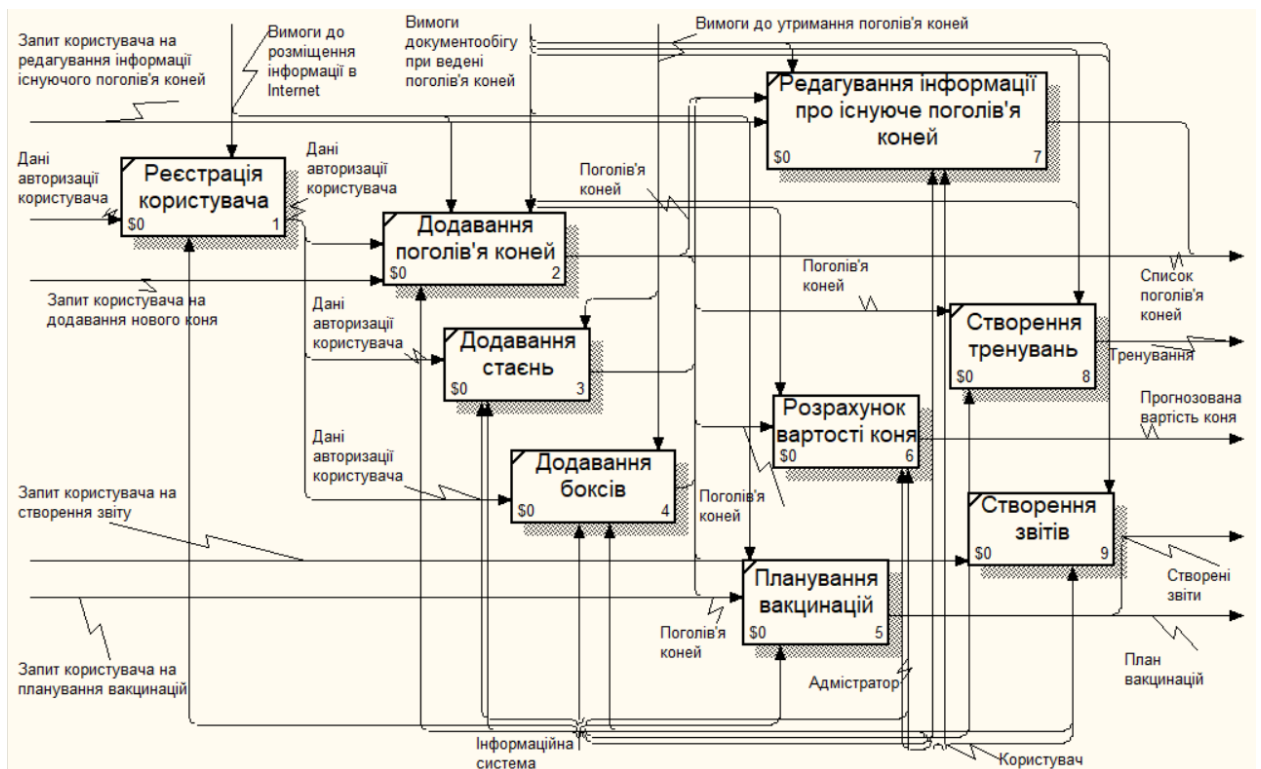 Запит користувача на
редагування інформації
існуючого поголів'я коней
Вимоги до
розміщення
інформації в
Internet
Вимоги
документообігу
при ведені
поголів'я коней
Вимоги до утримання поголів'я коней
Редагування інформації
про існуюче поголів'я
коней
$0 7
Дані
авторизації
користувача
Реєстрація
користувача
$0 1
Дані
авторизації
користувача
Поголів'я
коней
Додавання
поголів'я коней
$0 2
Запит користувача на
додавання нового коня
Поголів'я
коней
Список
поголів'я
коней
Дані
авторизації
користувача
Додавання
стаєнь
$0 3
Створення
тренувань
$0 8
Тренування
Розрахунок
вартості коня
$0 6
Прогнозована
вартість коня
Дані
авторизації
користувача
Додавання
боксів
$0 4
Запит користувача на
створення звіту
Поголів'я
коней
Створення
звітів
$0 9
Створені
звіти
Планування
вакцинацій
$0 5
Поголів'я
коней
Запит користувача на
планування вакцинацій
Адмістратор
План
вакцинацій
Інформаційна
система
Користувач